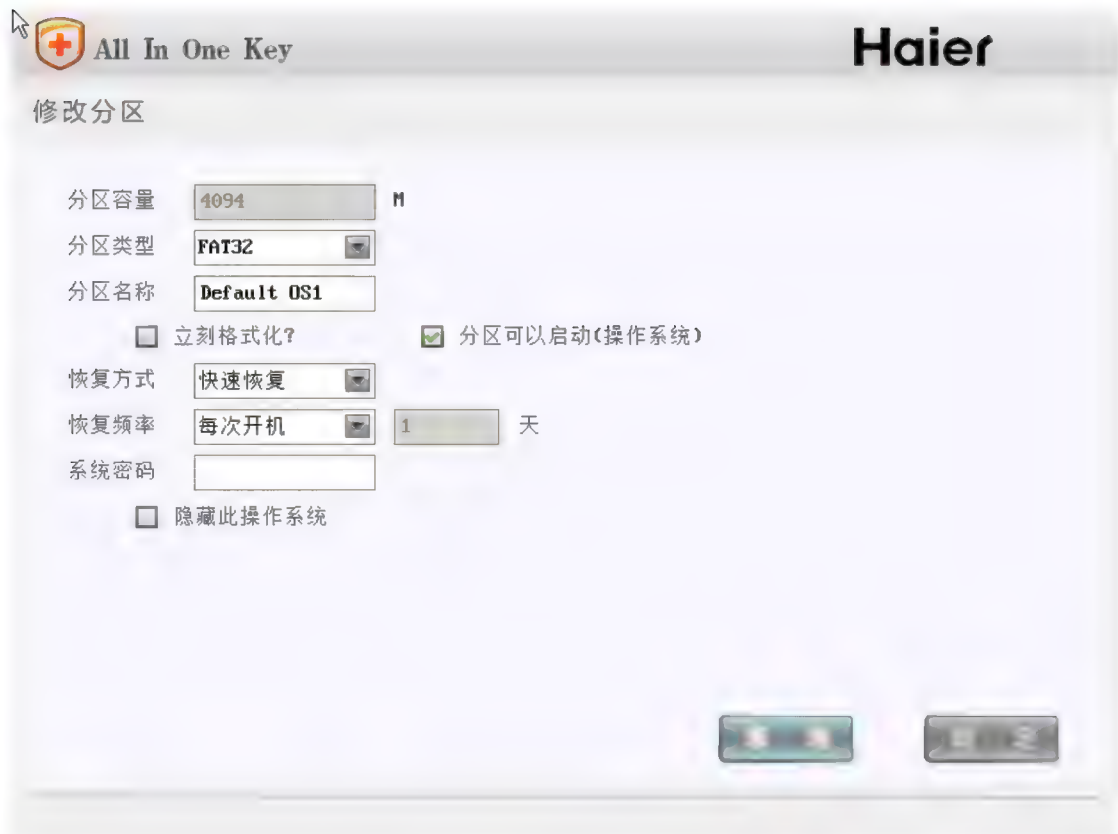 All In One Key Haier
修改分区
分区容量 4094 M
分区类型 FAT32
分区名称 Default OS1
立刻格式化? 分区可以启动(操作系统)
恢复方式 快速恢复
恢复频率 每次开机 1 天
系统密码
隐藏此操作系统